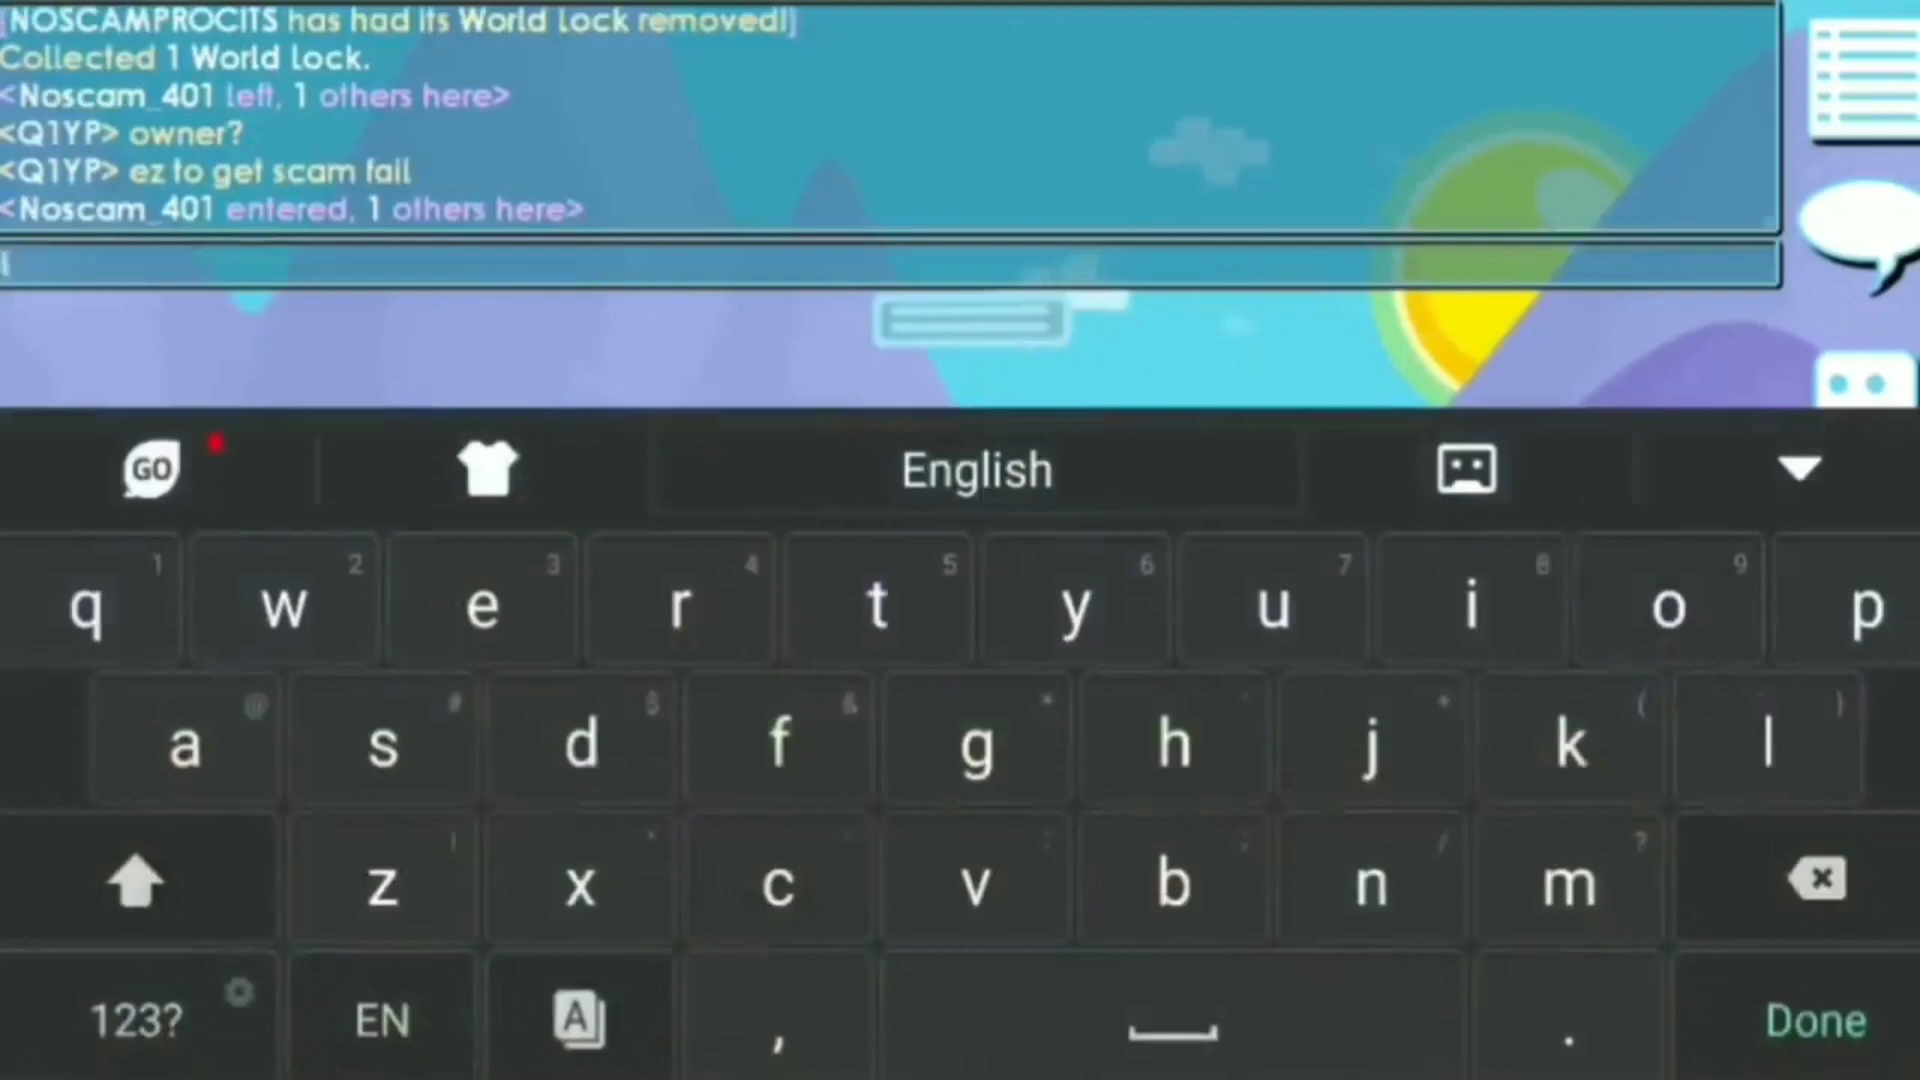 [NOSCAMPROCITS has had its World Lock removed!]
Collected 1 World Lock.
<Noscam_401 left, 1 others here>
<Q1YP> owner?
<Q1YP> ez to get scam fail
<Noscam_401 entered, 1 others here>
GO
English
1 2 3 4 5 6 7 8 9
q w e r t y u i o p
@ # $ & * ( )
a s d f g h j k l
z x c v b n m
?
123? EN A , . Done